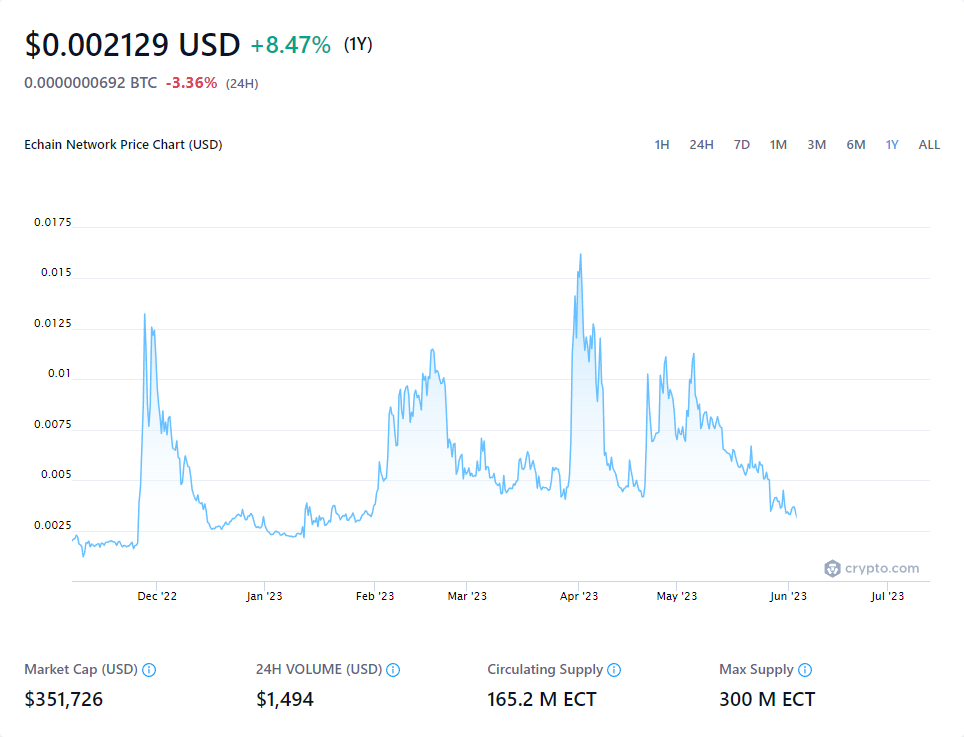 $0.002129 USD +8.47% (1Y)
0.0000000692 BTC -3.36% (24H)
Echain Network Price Chart (USD) 1H 24H 7D 1M 3M 6M 1Y ALL
0.0175
0.015
0.0125
0.01
0.0075
0.005
0.0025
crypto.com
Dec '22 Jan '23 Feb '23 Mar '23 Apr '23 May '23 Jun '23 Jul '23
Market Cap (USD) 24H VOLUME (USD) Circulating Supply Max Supply
$351,726 $1,494 165.2 M ECT 300 M ECT